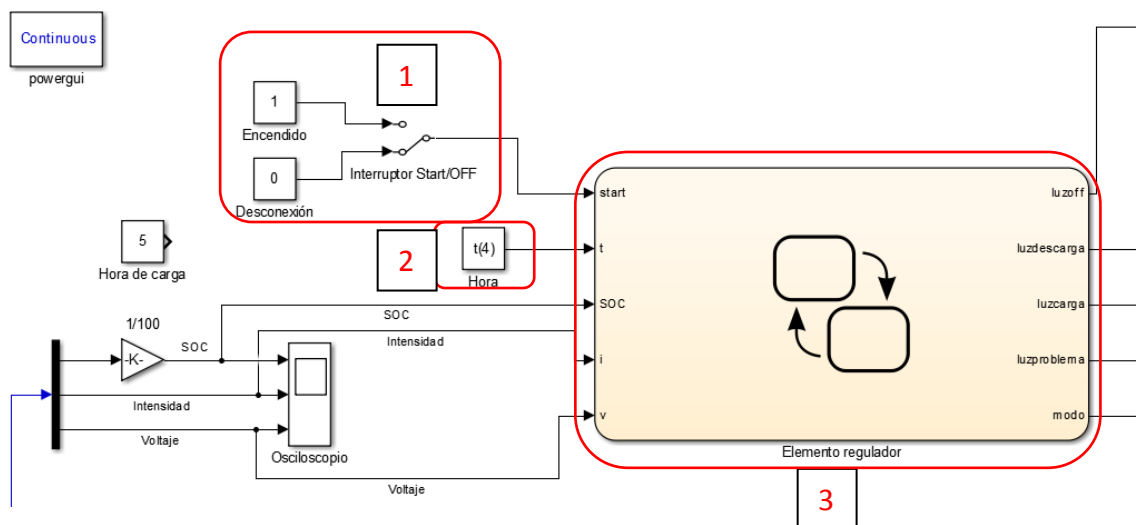 Continuous
powergui
1
1
Encendido
0
Desconexión
Interruptor Start/OFF
2
t(4)
Hora
5
Hora de carga
1/100
-K-
SOC
SOC
Intensidad
Intensidad
Voltaje
Osciloscopio
Voltaje
start
t
SOC
i
v
luzoff
luzdescarga
luzcarga
luzproblema
modo
Elemento regulador
3